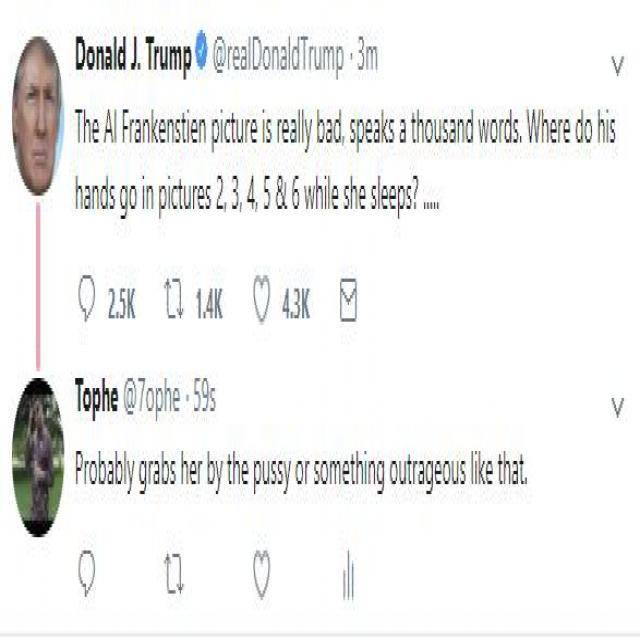 Donald J. Trump @realDonaldTrump · 3m
The Al Frankenstien picture is really bad, speaks a thousand words. Where do his
hands go in pictures 2, 3, 4, 5 & 6 while she sleeps? .....
2.5K 1.4K 4.3K
Tophe @7ophe · 59s
Probably grabs her by the pussy or something outrageous like that.